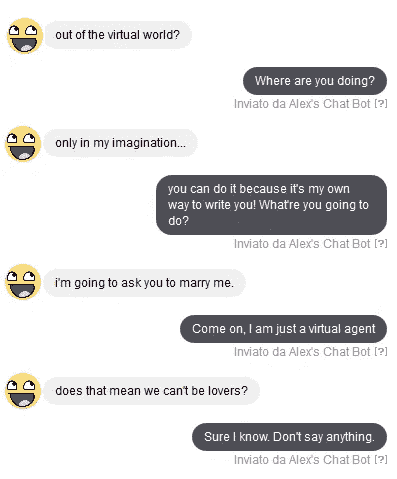 out of the virtual world?
Where are you doing?
Inviato da Alex's Chat Bot [?]
only in my imagination...
you can do it because it's my own
way to write you! What're you going to
do?
Inviato da Alex's Chat Bot [?]
i'm going to ask you to marry me.
Come on, I am just a virtual agent
Inviato da Alex's Chat Bot [?]
does that mean we can't be lovers?
Sure I know. Don't say anything.
Inviato da Alex's Chat Bot [?]